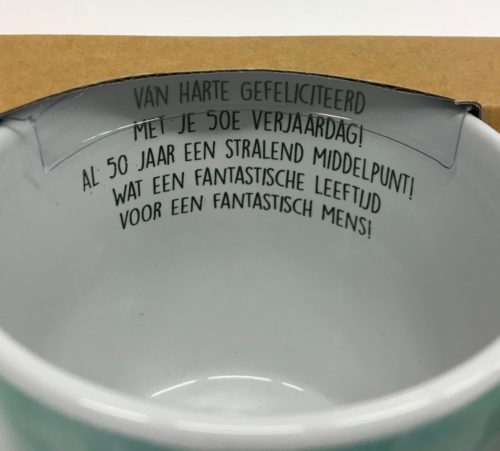 VAN HARTE GEFELICITEERD
MET JE 50E VERJAARDAG!
AL 50 JAAR EEN STRALEND MIDDELPUNT!
WAT EEN FANTASTISCHE LEEFTIJD
VOOR EEN FANTASTISCH MENS!